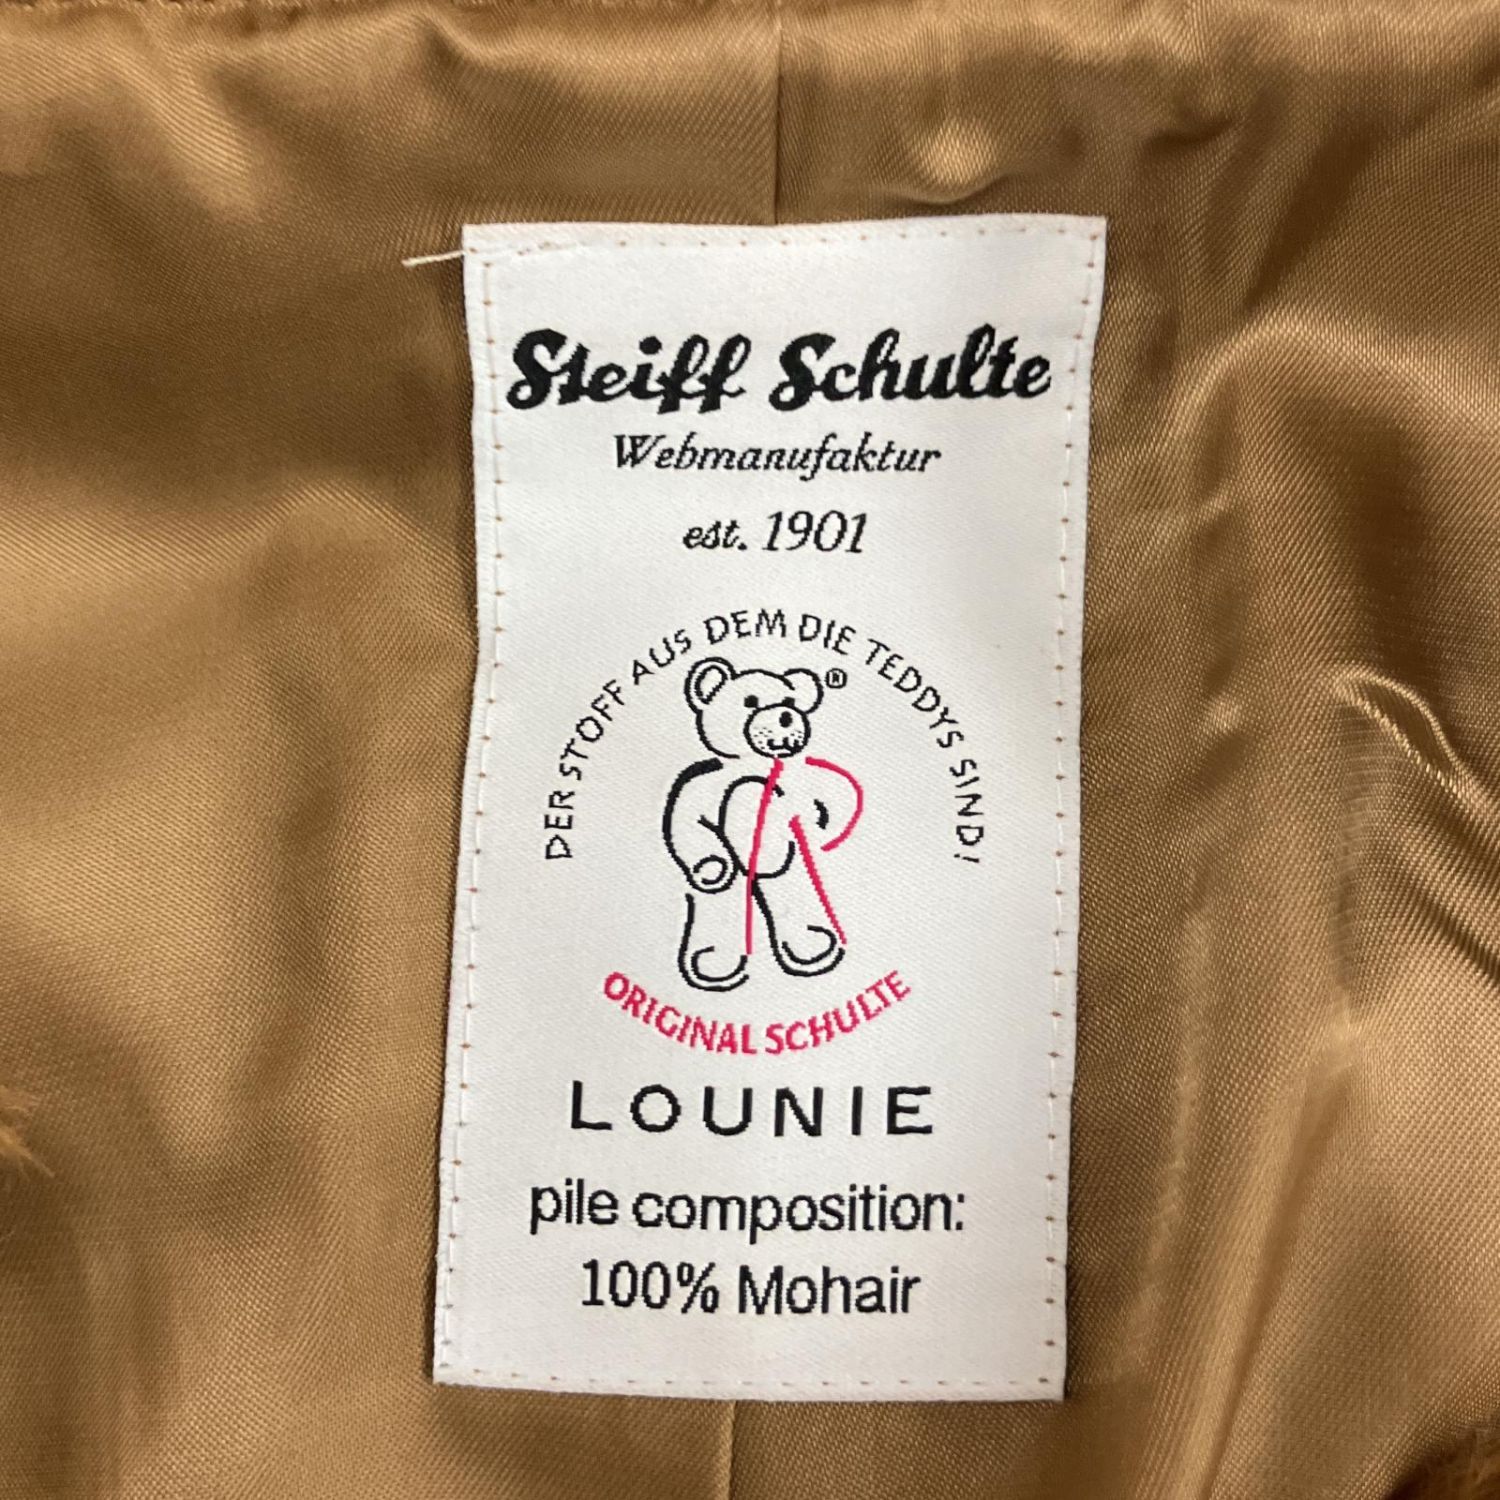 Steiff Schulte
Webmanufaktur
est. 1901
DER STOFF AUS DEM DIE TEDDYS SIND!
®
ORIGINAL SCHULTE
LOUNIE
pile composition:
100% Mohair